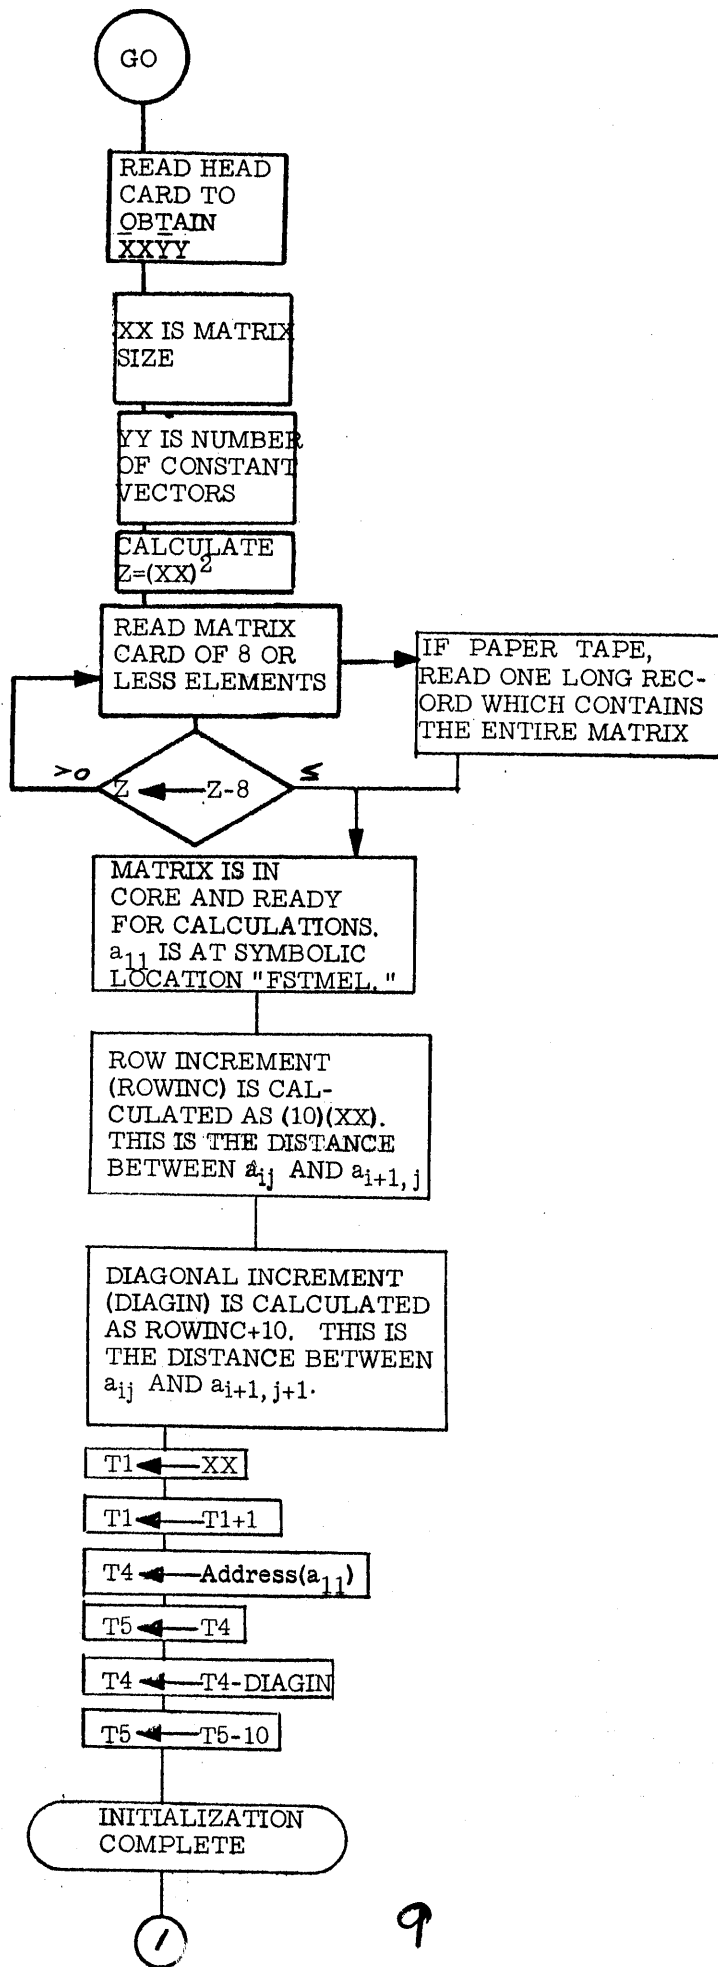 GO
READ HEAD
CARD TO
OBTAIN
XXYY
XX IS MATRIX
SIZE
YY IS NUMBER
OF CONSTANT
VECTORS
CALCULATE
Z=(XX)²
READ MATRIX
CARD OF 8 OR
LESS ELEMENTS
IF PAPER TAPE,
READ ONE LONG REC-
ORD WHICH CONTAINS
THE ENTIRE MATRIX
>0
Z ← Z-8
≤
MATRIX IS IN
CORE AND READY
FOR CALCULATIONS.
a11 IS AT SYMBOLIC
LOCATION "FSTMEL."
ROW INCREMENT
(ROWINC) IS CAL-
CULATED AS (10)(XX).
THIS IS THE DISTANCE
BETWEEN aij AND ai+1, j
DIAGONAL INCREMENT
(DIAGIN) IS CALCULATED
AS ROWINC+10. THIS IS
THE DISTANCE BETWEEN
aij AND ai+1, j+1.
T1 ← XX
T1 ← T1+1
T4 ← Address(a11)
T5 ← T4
T4 ← T4-DIAGIN
T5 ← T5-10
INITIALIZATION
COMPLETE
1
9